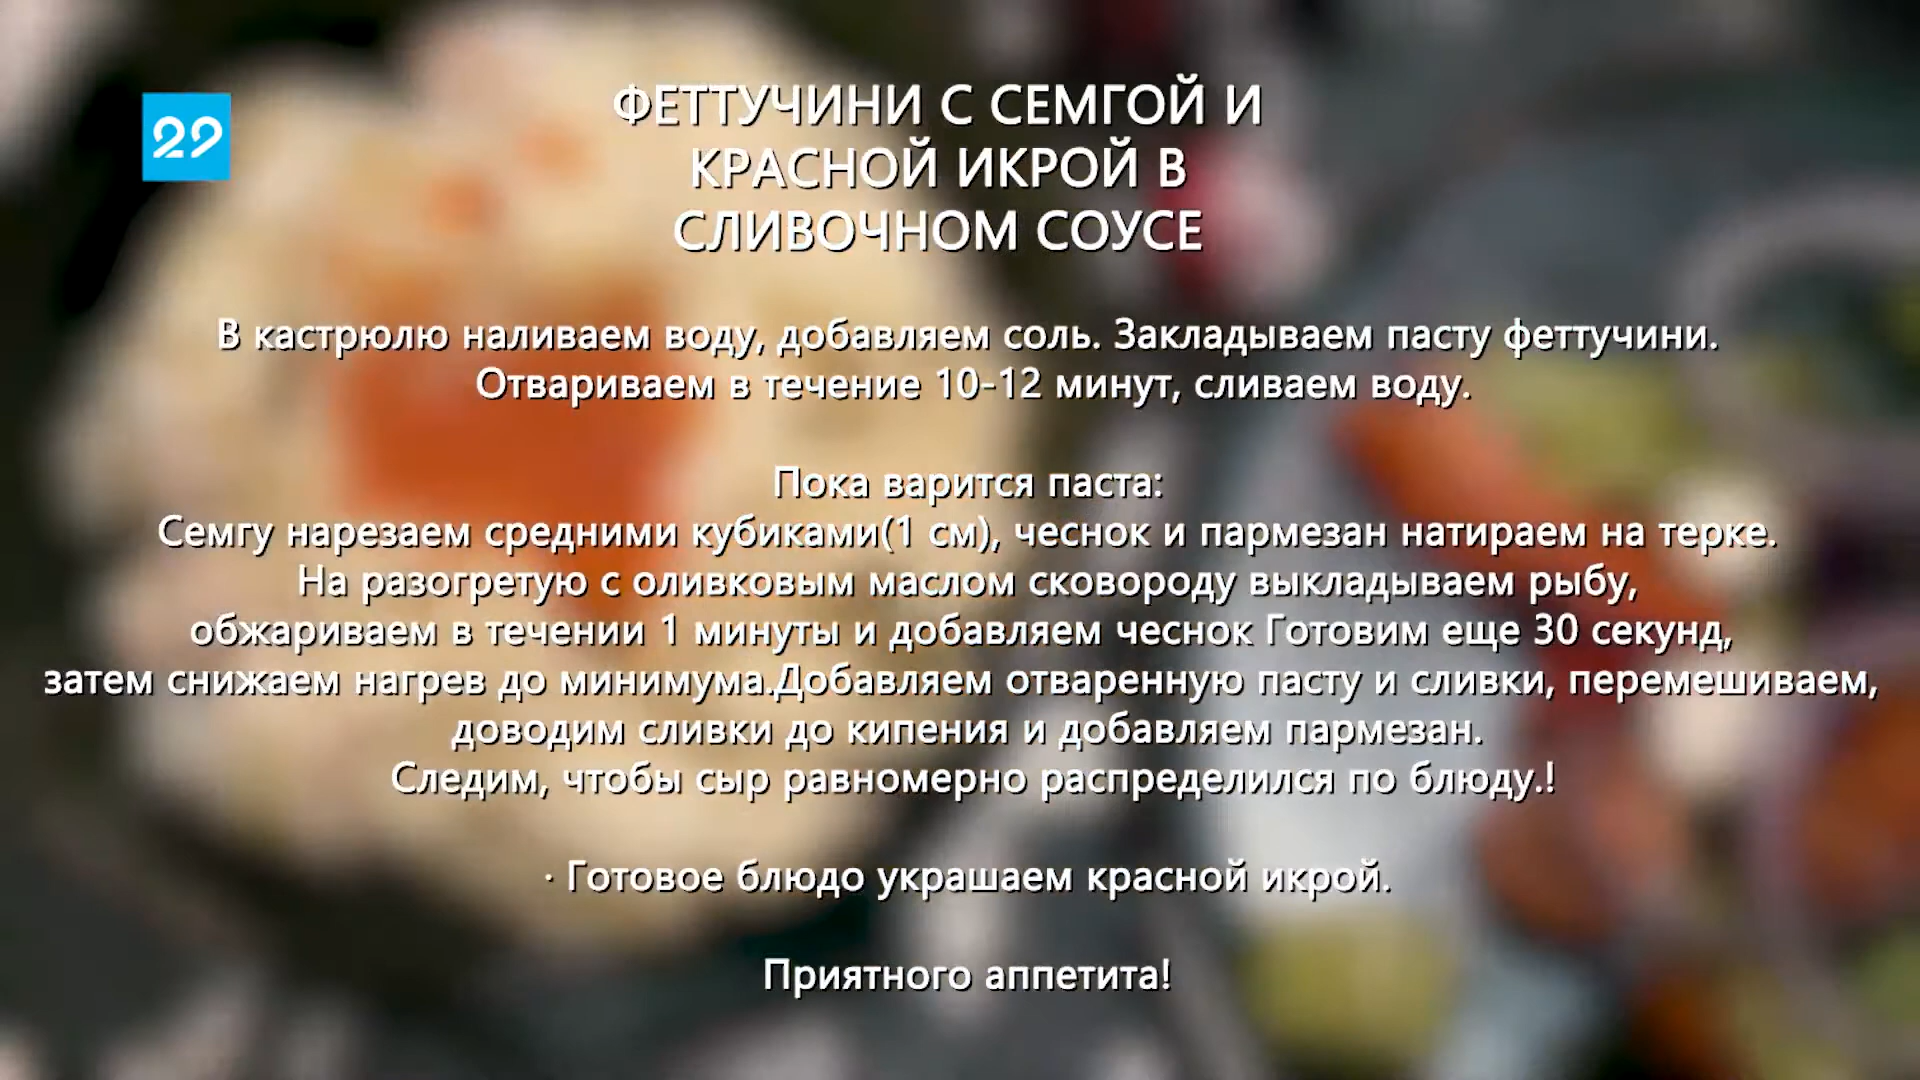 29
ФЕТТУЧИНИ С СЕМГОЙ И
КРАСНОЙ ИКРОЙ В
СЛИВОЧНОМ СОУСЕ
В кастрюлю наливаем воду, добавляем соль. Закладываем пасту феттучини.
Отвариваем в течение 10-12 минут, сливаем воду.
Пока варится паста:
Семгу нарезаем средними кубиками(1 см), чеснок и пармезан натираем на терке.
На разогретую с оливковым маслом сковороду выкладываем рыбу,
обжариваем в течении 1 минуты и добавляем чеснок Готовим еще 30 секунд,
затем снижаем нагрев до минимума.Добавляем отваренную пасту и сливки, перемешиваем,
доводим сливки до кипения и добавляем пармезан.
Следим, чтобы сыр равномерно распределился по блюду.!
· Готовое блюдо украшаем красной икрой.
Приятного аппетита!